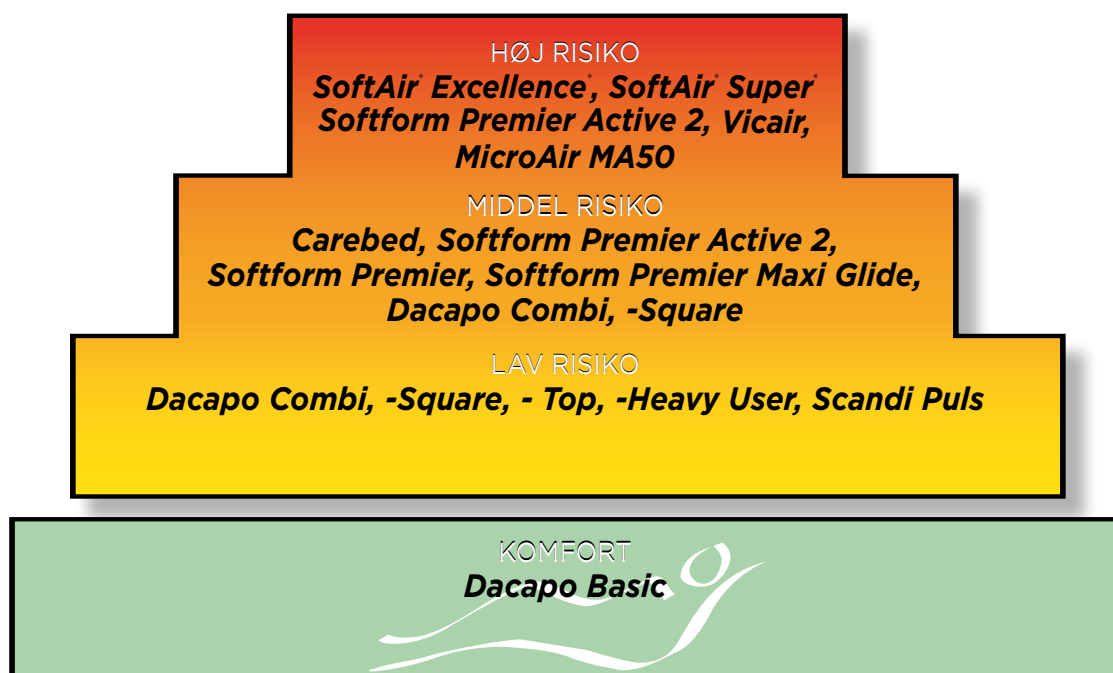 HØJ RISIKO
SoftAir® Excellence®, SoftAir® Super®
Softform Premier Active 2, Vicair,
MicroAir MA50
MIDDEL RISIKO
Carebed, Softform Premier Active 2,
Softform Premier, Softform Premier Maxi Glide,
Dacapo Combi, -Square
LAV RISIKO
Dacapo Combi, -Square, - Top, -Heavy User, Scandi Puls
KOMFORT
Dacapo Basic